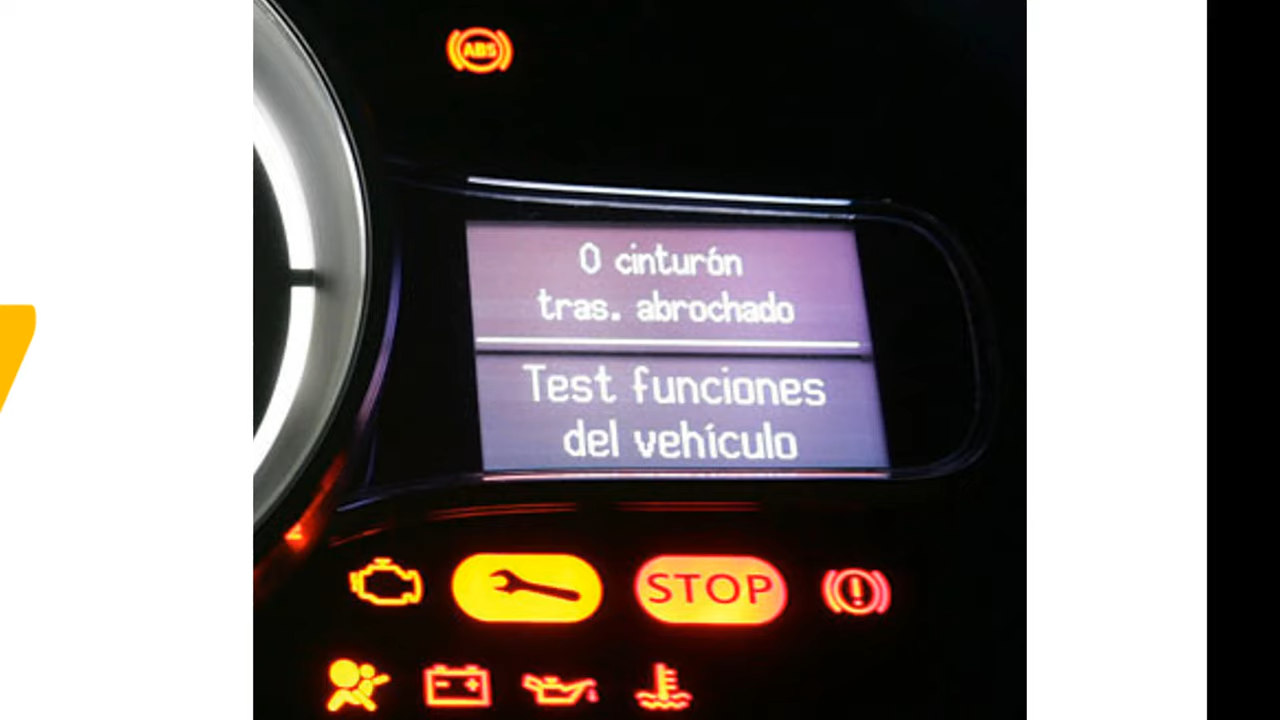 ABS
0 cinturón
tras. abrochado
Test funciones
del vehículo
STOP